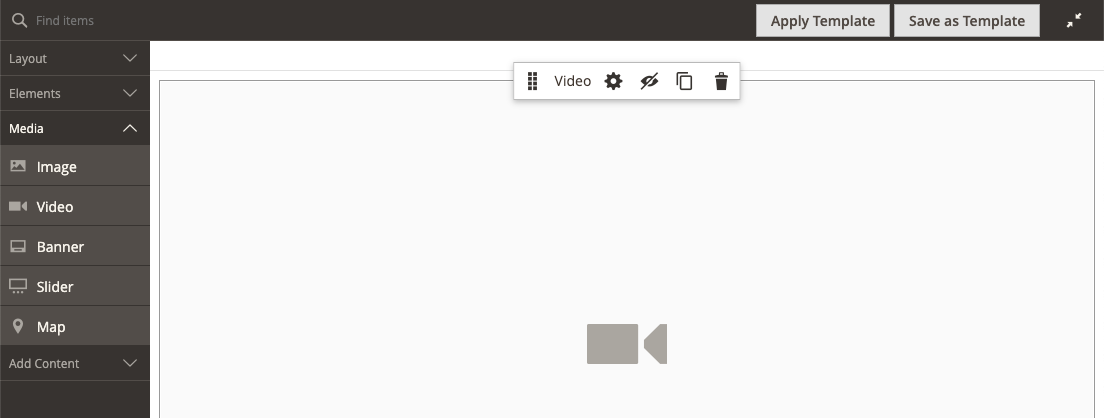 Find items
Apply Template
Save as Template
Layout
Elements
Media
Image
Video
Banner
Slider
Map
Add Content
Video